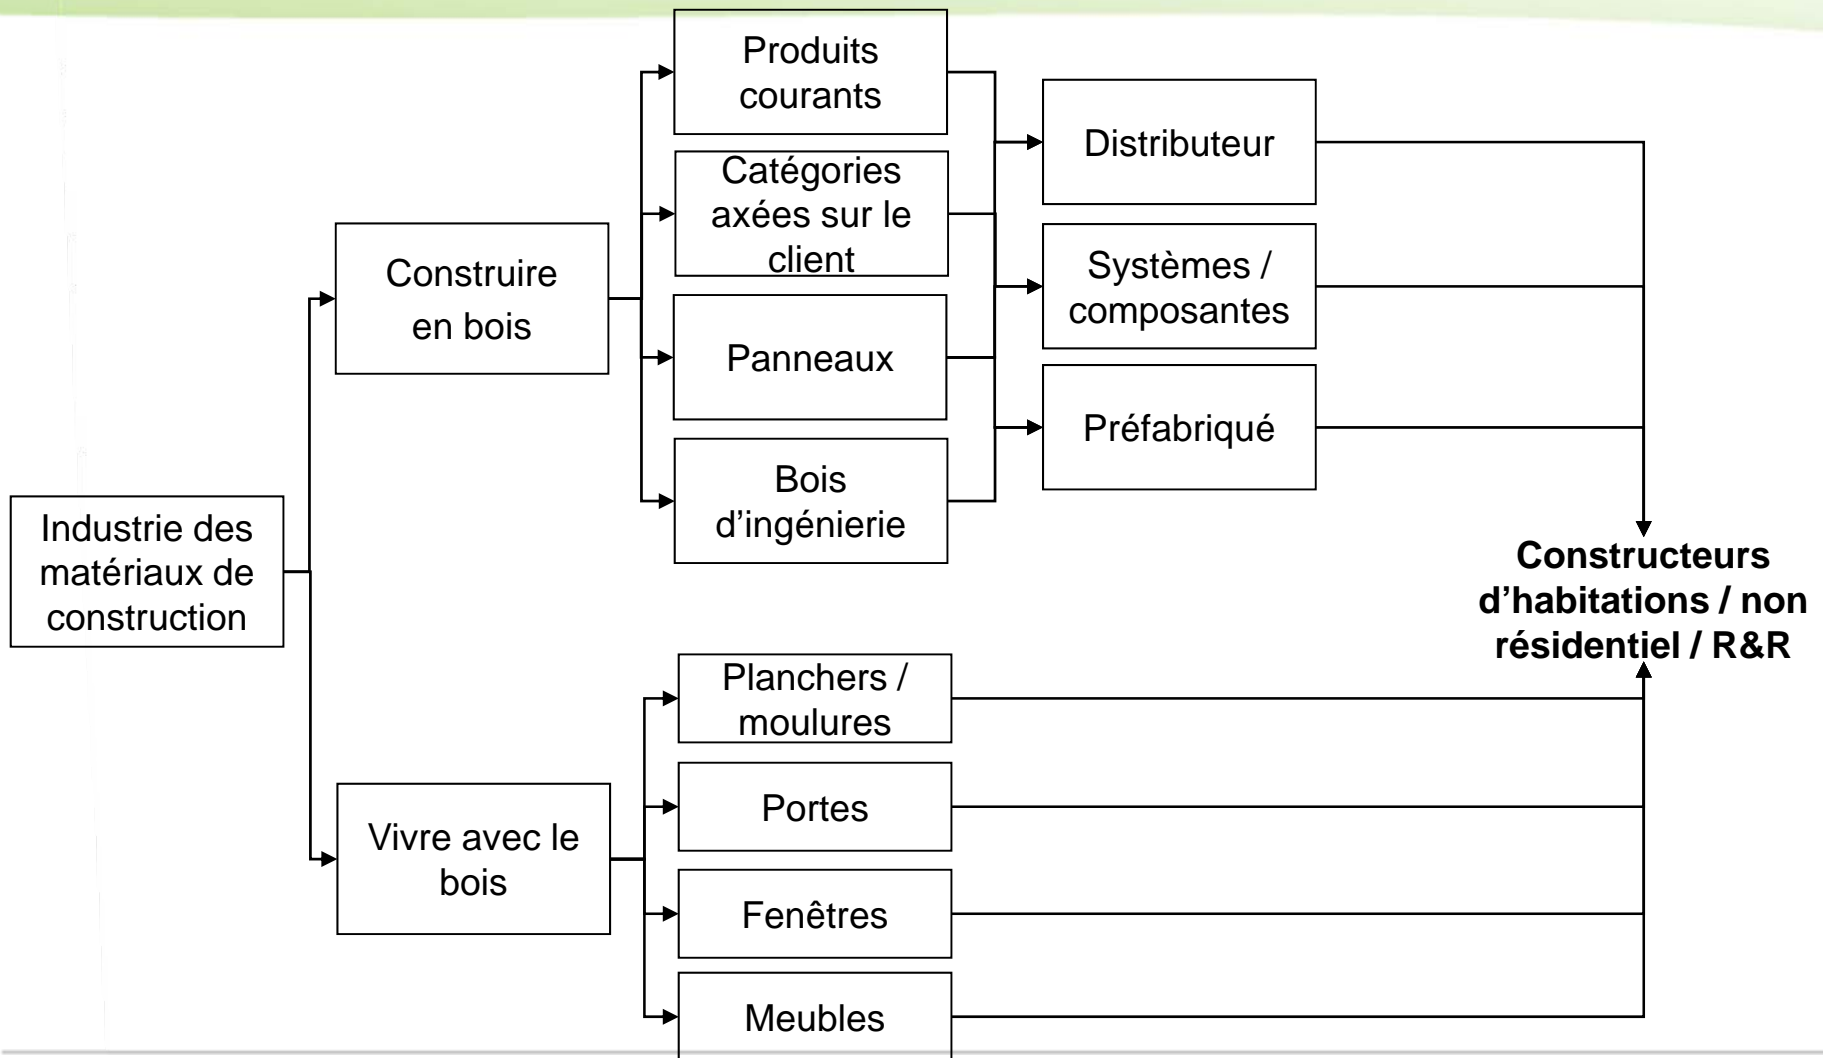 Produits
courants
Catégories
axées sur le
client
Panneaux
Bois
d’ingénierie
Distributeur
Systèmes /
composantes
Préfabriqué
Construire
en bois
Industrie des
matériaux de
construction
Constructeurs
d’habitations / non
résidentiel / R&R
Vivre avec le
bois
Planchers /
moulures
Portes
Fenêtres
Meubles